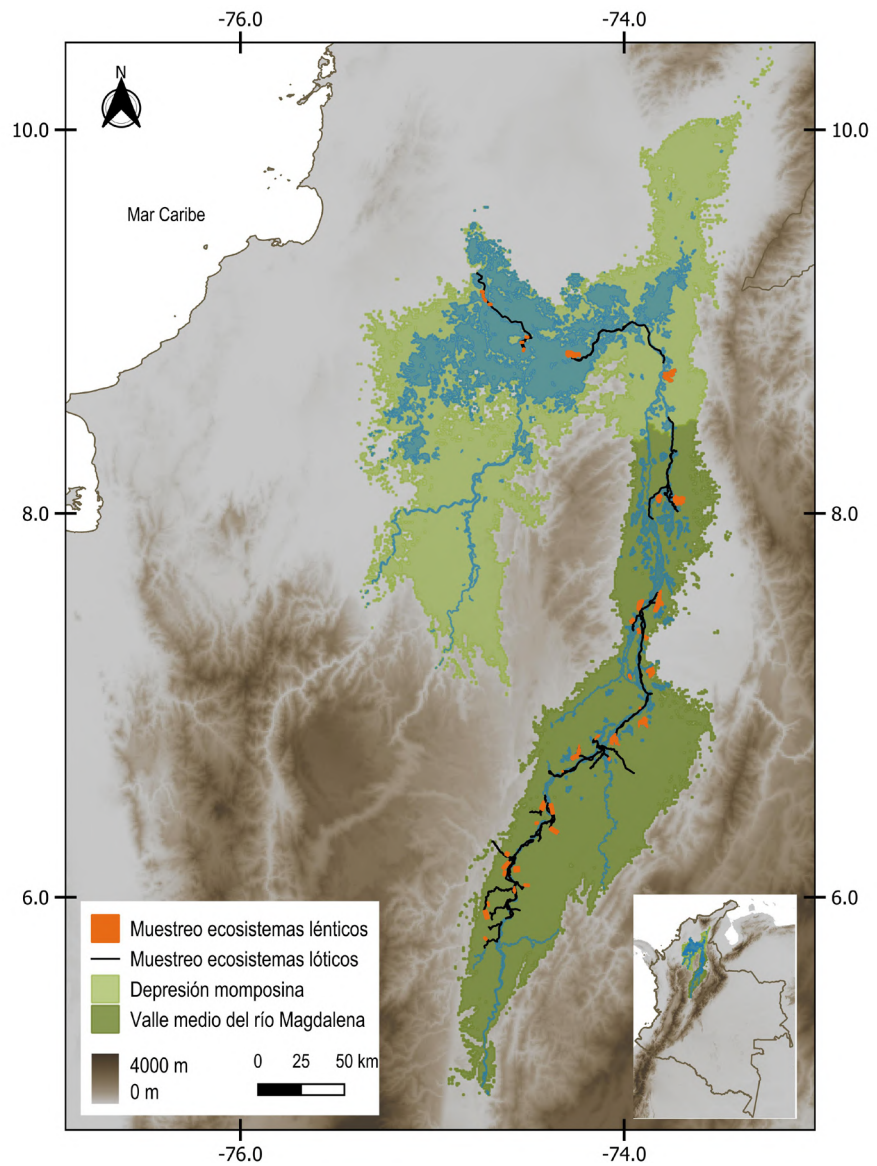 -76.0
-74.0
N
10.0
10.0
Mar Caribe
8.0
8.0
6.0
6.0
Muestreo ecosistemas lénticos
Muestreo ecosistemas lóticos
Depresión momposina
Valle medio del río Magdalena
4000 m
0 m
0 25 50 km
-76.0
-74.0